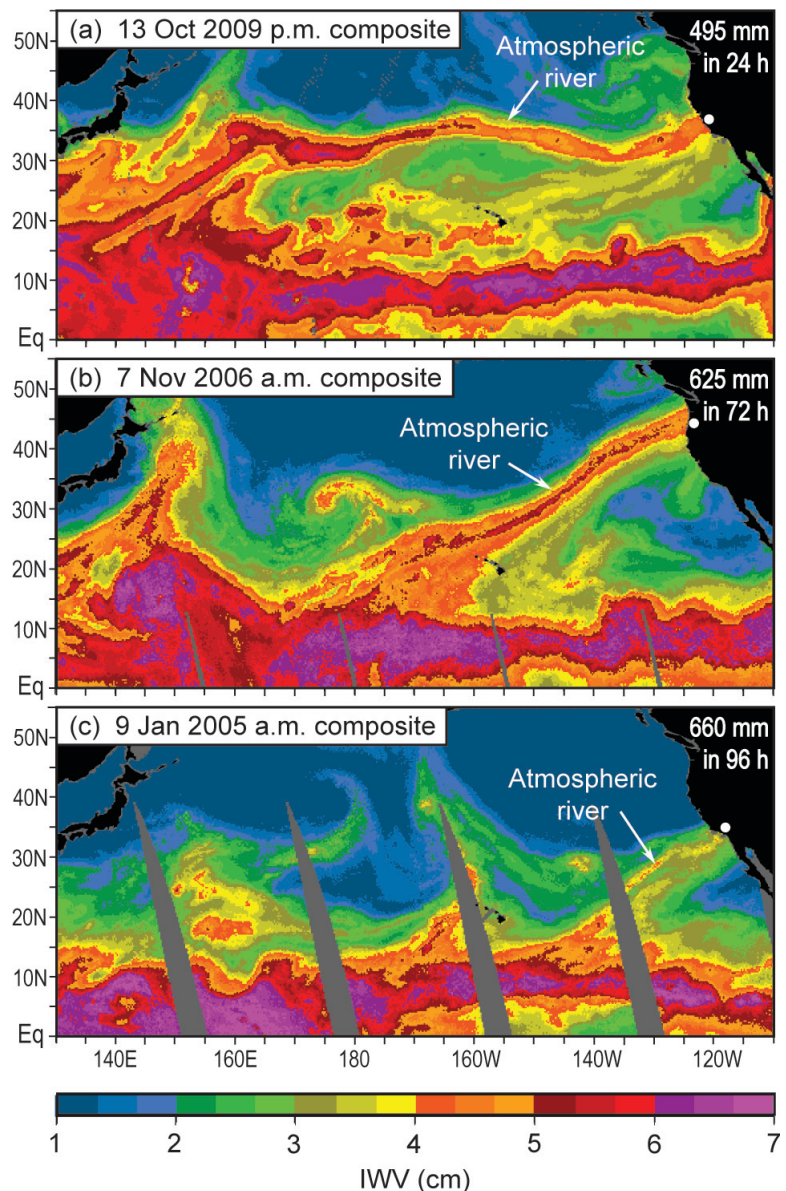 (a) 13 Oct 2009 p.m. composite
495 mm
in 24 h
Atmospheric
river
50N
40N
30N
20N
10N
Eq
(b) 7 Nov 2006 a.m. composite
625 mm
in 72 h
Atmospheric
river
50N
40N
30N
20N
10N
Eq
(c) 9 Jan 2005 a.m. composite
660 mm
in 96 h
Atmospheric
river
50N
40N
30N
20N
10N
Eq
140E 160E 180 160W 140W 120W
1 2 3 4 5 6 7
IWV (cm)